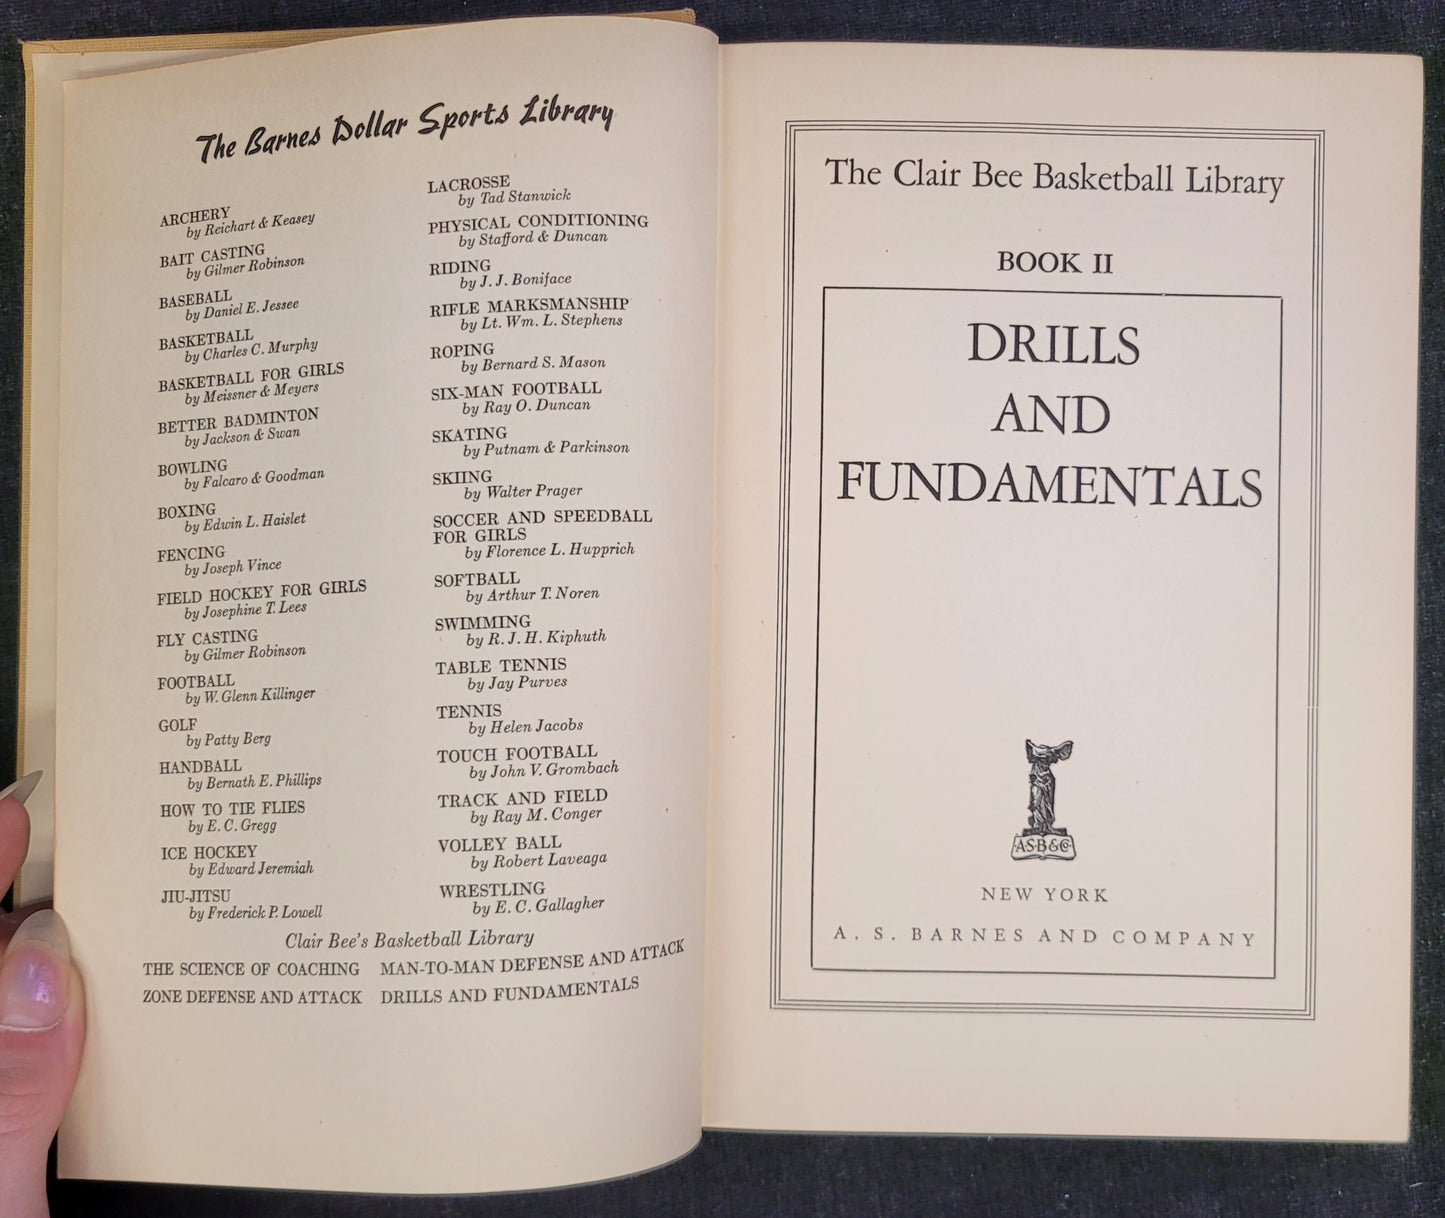 The Barnes Dollar Sports Library
ARCHERY
by Reichart & Keasey
BAIT CASTING
by Gilmer Robinson
BASEBALL
by Daniel E. Jessee
BASKETBALL
by Charles C. Murphy
BASKETBALL FOR GIRLS
by Meissner & Meyers
BETTER BADMINTON
by Jackson & Swan
BOWLING
by Falcaro & Goodman
BOXING
by Edwin L. Haislet
FENCING
by Joseph Vince
FIELD HOCKEY FOR GIRLS
by Josephine T. Lees
FLY CASTING
by Gilmer Robinson
FOOTBALL
by W. Glenn Killinger
GOLF
by Patty Berg
HANDBALL
by Bernath E. Phillips
HOW TO TIE FLIES
by E. C. Gregg
ICE HOCKEY
by Edward Jeremiah
JIU-JITSU
by Frederick P. Lowell
LACROSSE
by Tad Stanwick
PHYSICAL CONDITIONING
by Stafford & Duncan
RIDING
by J. J. Boniface
RIFLE MARKSMANSHIP
by Lt. Wm. L. Stephens
ROPING
by Bernard S. Mason
SIX-MAN FOOTBALL
by Ray O. Duncan
SKATING
by Putnam & Parkinson
SKIING
by Walter Prager
SOCCER AND SPEEDBALL
FOR GIRLS
by Florence L. Hupprich
SOFTBALL
by Arthur T. Noren
SWIMMING
by R. J. H. Kiphuth
TABLE TENNIS
by Jay Purves
TENNIS
by Helen Jacobs
TOUCH FOOTBALL
by John V. Grombach
TRACK AND FIELD
by Ray M. Conger
VOLLEY BALL
by Robert Laveaga
WRESTLING
by E. C. Gallagher
Clair Bee's Basketball Library
THE SCIENCE OF COACHING MAN-TO-MAN DEFENSE AND ATTACK
ZONE DEFENSE AND ATTACK DRILLS AND FUNDAMENTALS
The Clair Bee Basketball Library
BOOK II
DRILLS
AND
FUNDAMENTALS
A·S·B·&Co
NEW YORK
A. S. BARNES AND COMPANY